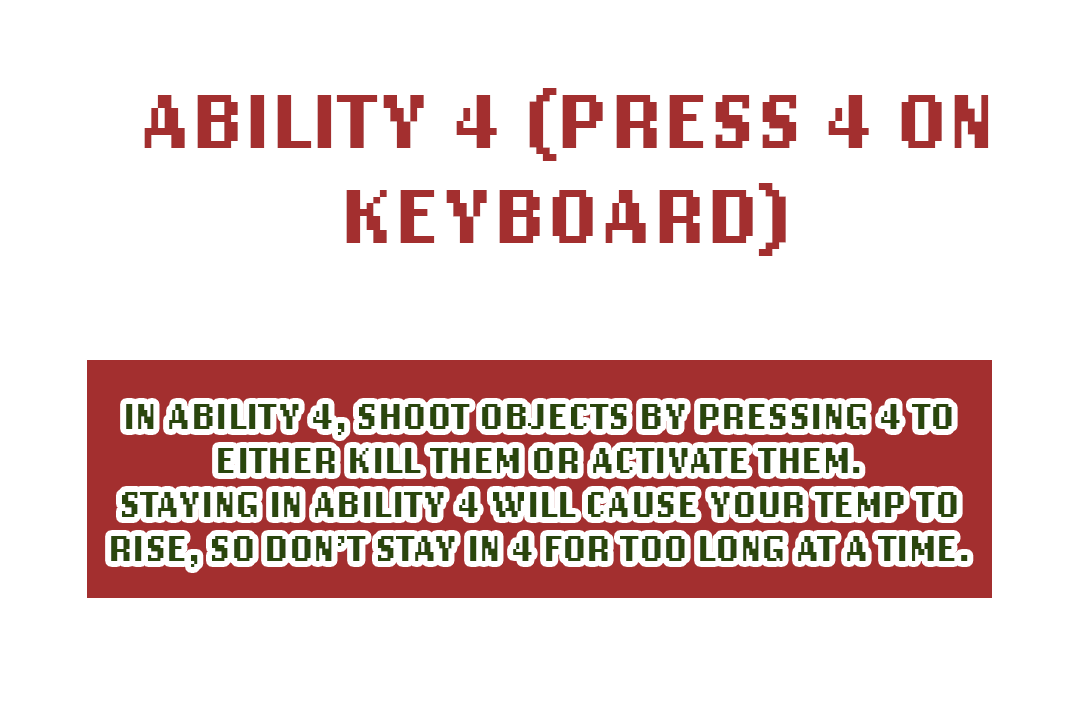 ABILITY 4 (PRESS 4 ON
KEYBOARD)
IN ABILITY 4, SHOOT OBJECTS BY PRESSING 4 TO
EITHER KILL THEM OR ACTIVATE THEM.
STAYING IN ABILITY 4 WILL CAUSE YOUR TEMP TO
RISE, SO DON'T STAY IN 4 FOR TOO LONG AT A TIME.